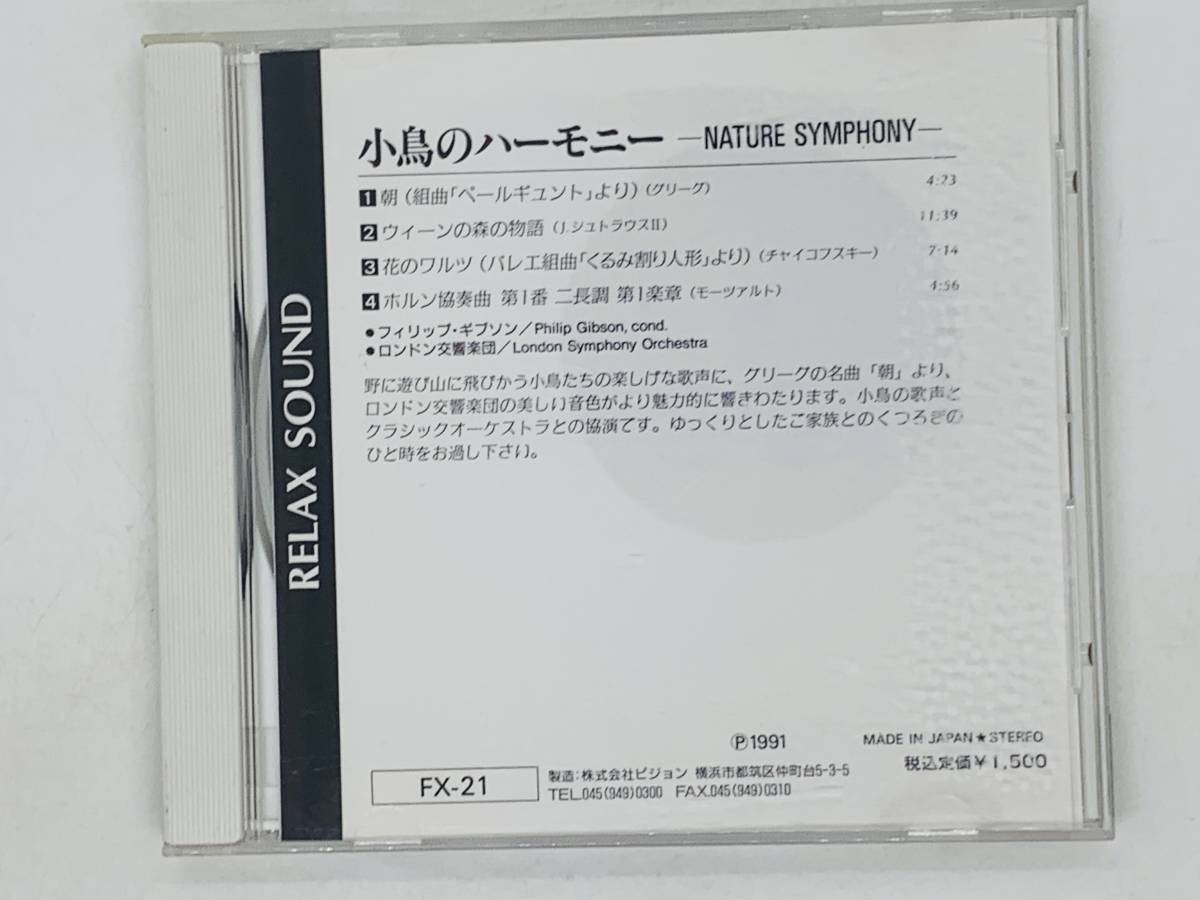 RELAX SOUND
小鳥のハーモニー —NATURE SYMPHONY—
1 朝（組曲「ペールギュント」より）（グリーグ） 4:23
2 ウィーンの森の物語（J.シュトラウスII） 11:39
3 花のワルツ（バレエ組曲「くるみ割り人形」より）（チャイコフスキー） 7:14
4 ホルン協奏曲 第1番 二長調 第1楽章（モーツアルト） 4:56
●フィリップ・ギブソン／Philip Gibson, cond.
●ロンドン交響楽団／London Symphony Orchestra
野に遊び山に飛びかう小鳥たちの楽しげな歌声に、グリーグの名曲「朝」より、
ロンドン交響楽団の美しい音色がより魅力的に響きわたります。小鳥の歌声と
クラシックオーケストラとの協演です。ゆっくりとしたご家族とのくつろぎの
ひと時をお過し下さい。
Ⓟ1991 MADE IN JAPAN★STEREO
税込定価¥1,500
FX-21
製造：株式会社ビジョン 横浜市都筑区仲町台5-3-5
TEL.045(949)0300 FAX.045(949)0310